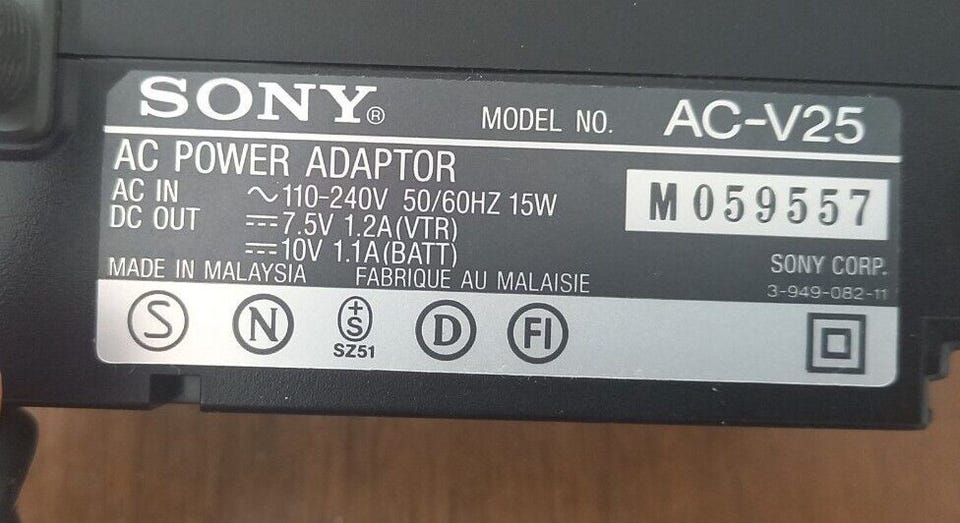 SONY®
MODEL NO. AC-V25
AC POWER ADAPTOR
AC IN ~110-240V 50/60HZ 15W
DC OUT ⎓7.5V 1.2A(VTR)
⎓10V 1.1A(BATT)
M 059557
MADE IN MALAYSIA FABRIQUE AU MALAISIE
SONY CORP.
3-949-082-11
S N +S D FI
SZ51